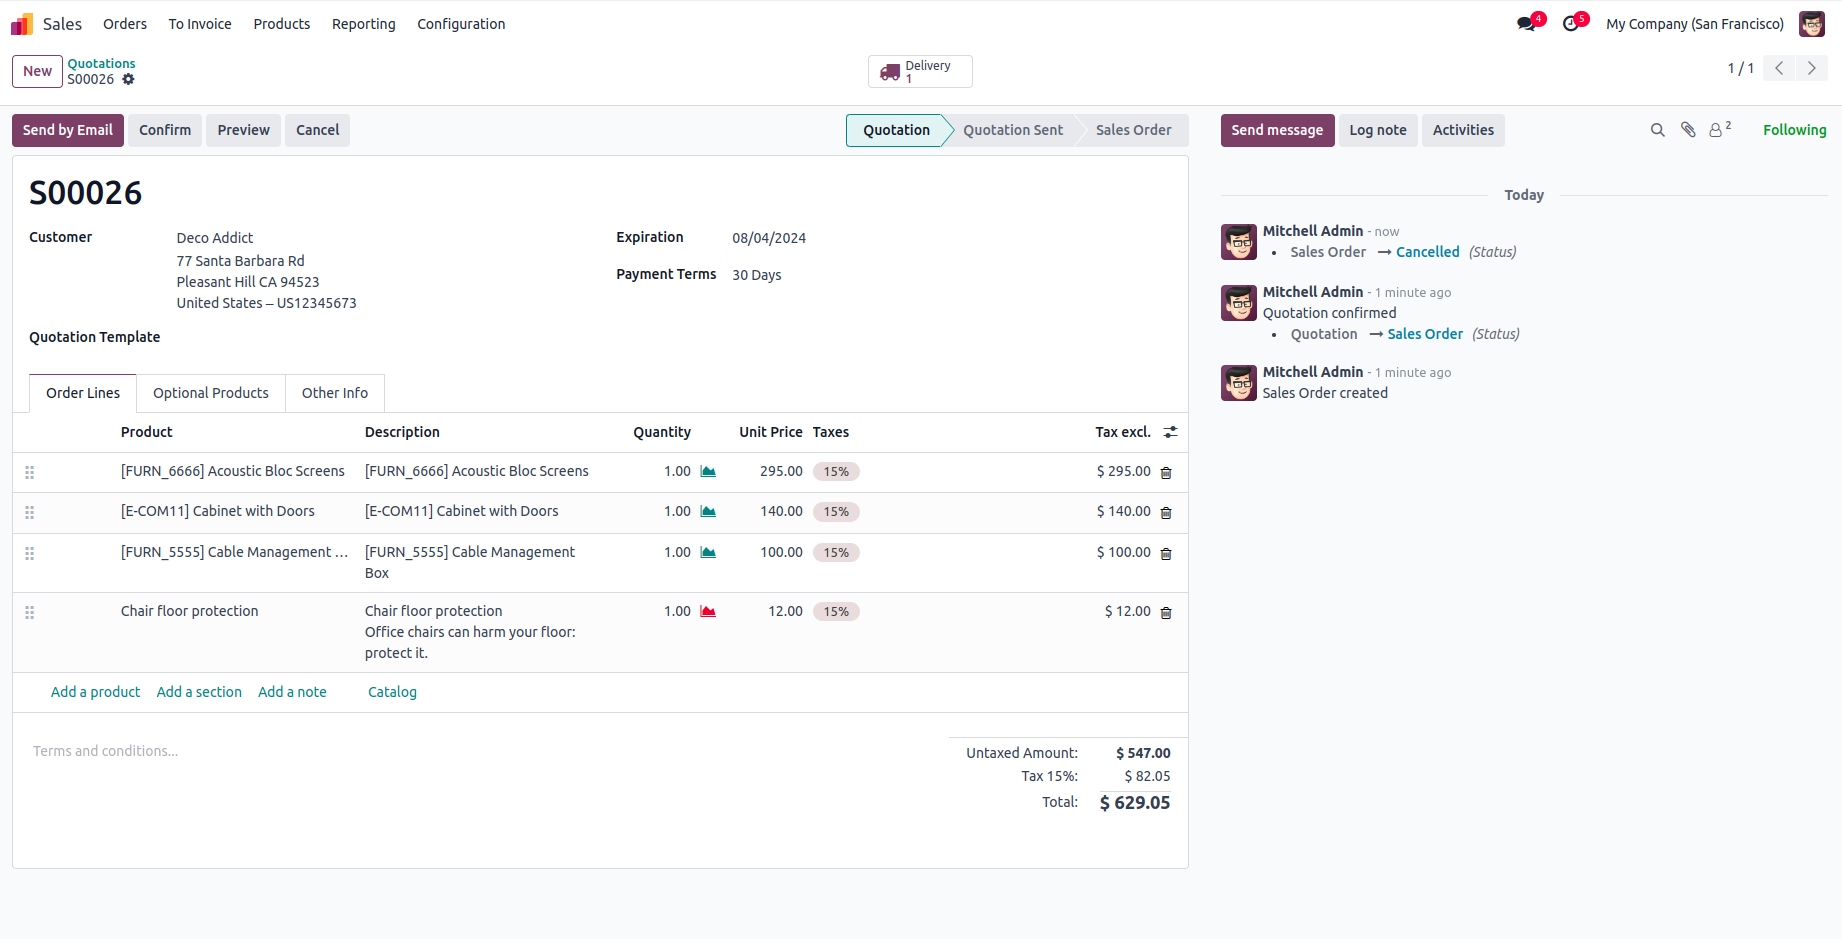 Sales Orders To Invoice Products Reporting Configuration 4 5 My Company (San Francisco)
New Quotations
S00026
Delivery
1
1 / 1
Send by Email Confirm Preview Cancel Quotation Quotation Sent Sales Order
Send message Log note Activities 2 Following
S00026
Customer Deco Addict
77 Santa Barbara Rd
Pleasant Hill CA 94523
United States – US12345673
Expiration 08/04/2024
Payment Terms 30 Days
Quotation Template
Order Lines Optional Products Other Info
Product Description Quantity Unit Price Taxes Tax excl.
[FURN_6666] Acoustic Bloc Screens [FURN_6666] Acoustic Bloc Screens 1.00 295.00 15% $ 295.00
[E-COM11] Cabinet with Doors [E-COM11] Cabinet with Doors 1.00 140.00 15% $ 140.00
[FURN_5555] Cable Management ... [FURN_5555] Cable Management 1.00 100.00 15% $ 100.00
Box
Chair floor protection Chair floor protection 1.00 12.00 15% $ 12.00
Office chairs can harm your floor:
protect it.
Add a product Add a section Add a note Catalog
Terms and conditions...
Untaxed Amount: $ 547.00
Tax 15%: $ 82.05
Total: $ 629.05
Today
Mitchell Admin - now
• Sales Order → Cancelled (Status)
Mitchell Admin - 1 minute ago
Quotation confirmed
• Quotation → Sales Order (Status)
Mitchell Admin - 1 minute ago
Sales Order created